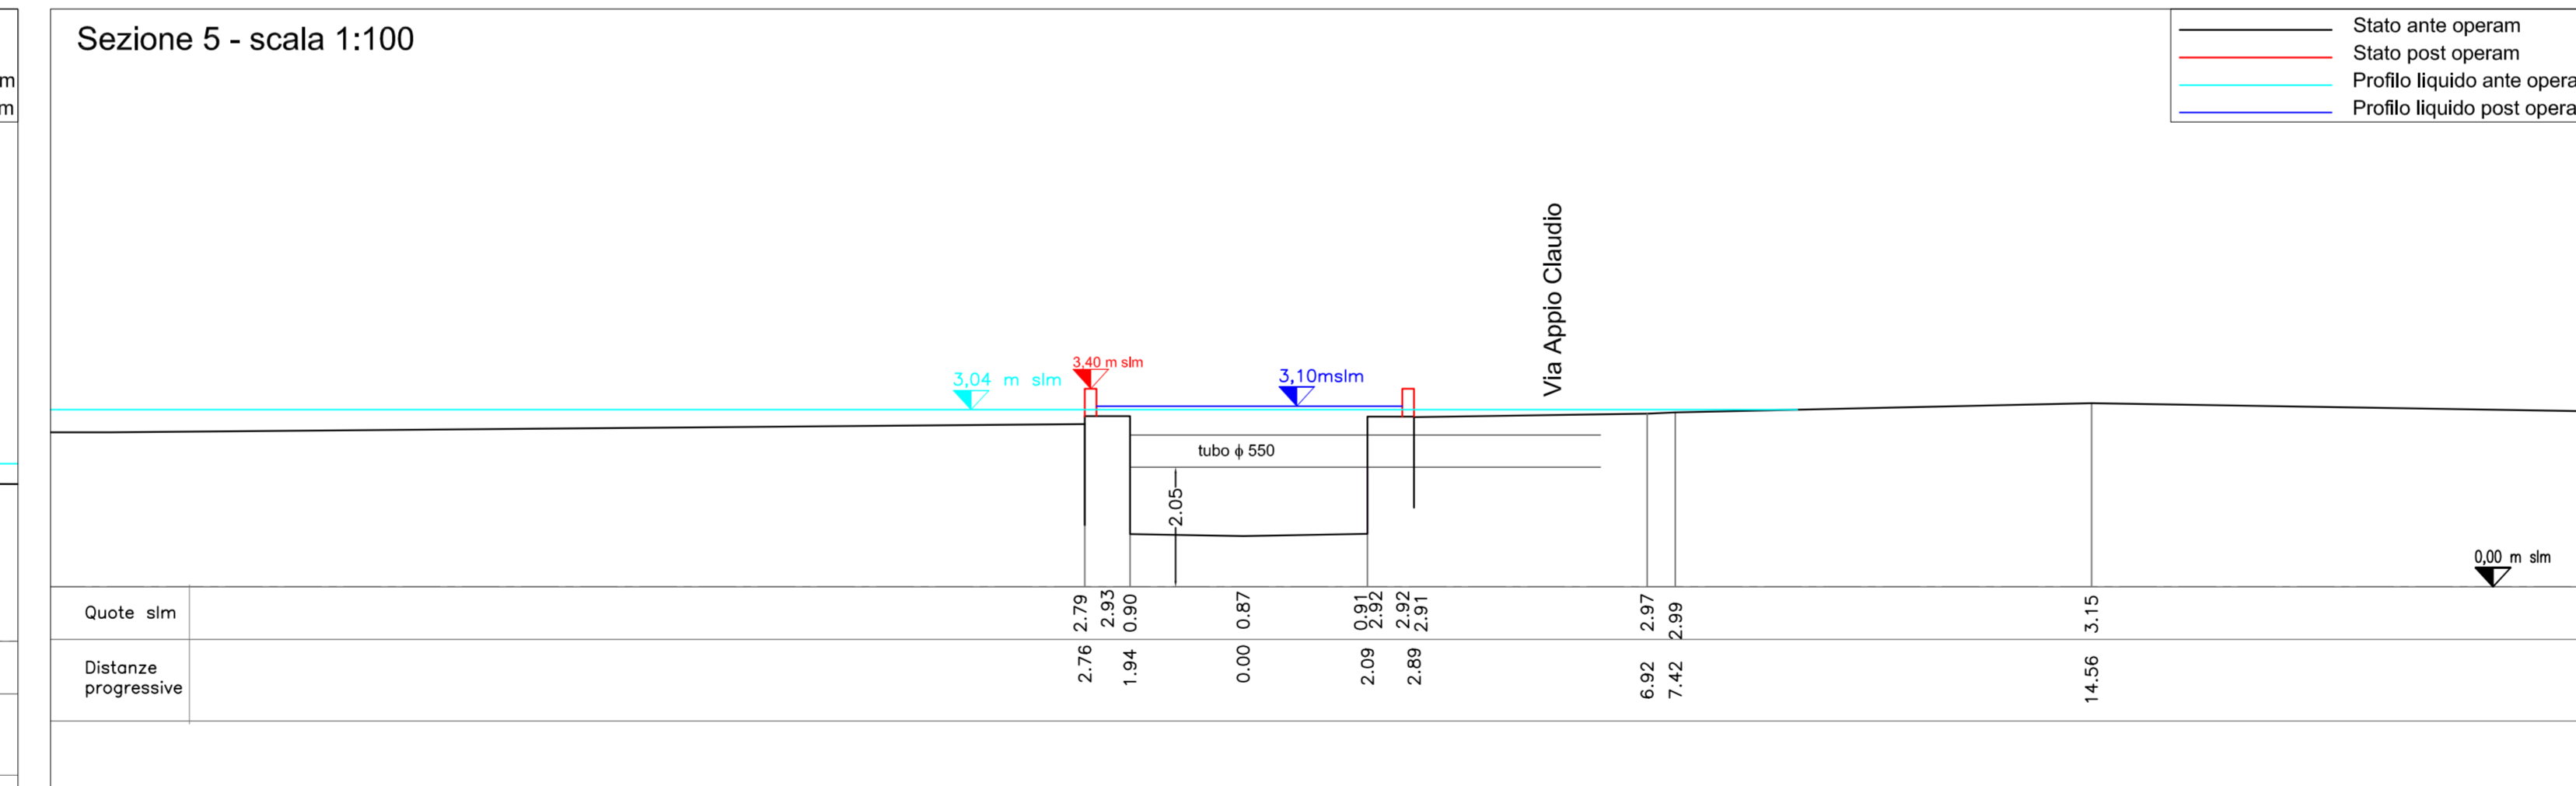 Sezione 5 - scala 1:100
m
m
Stato ante operam
Stato post operam
Profilo liquido ante opera
Profilo liquido post opera
Via Appio Claudio
3,40 m slm
3,04 m slm
3,10mslm
tubo ϕ 550
2.05
0,00 m slm
Quote slm
2.79
2.93
0.90
0.87
0.91
2.92
2.92
2.91
2.97
2.99
3.15
Distanze
progressive
2.76
1.94
0.00
2.09
2.89
6.92
7.42
14.56